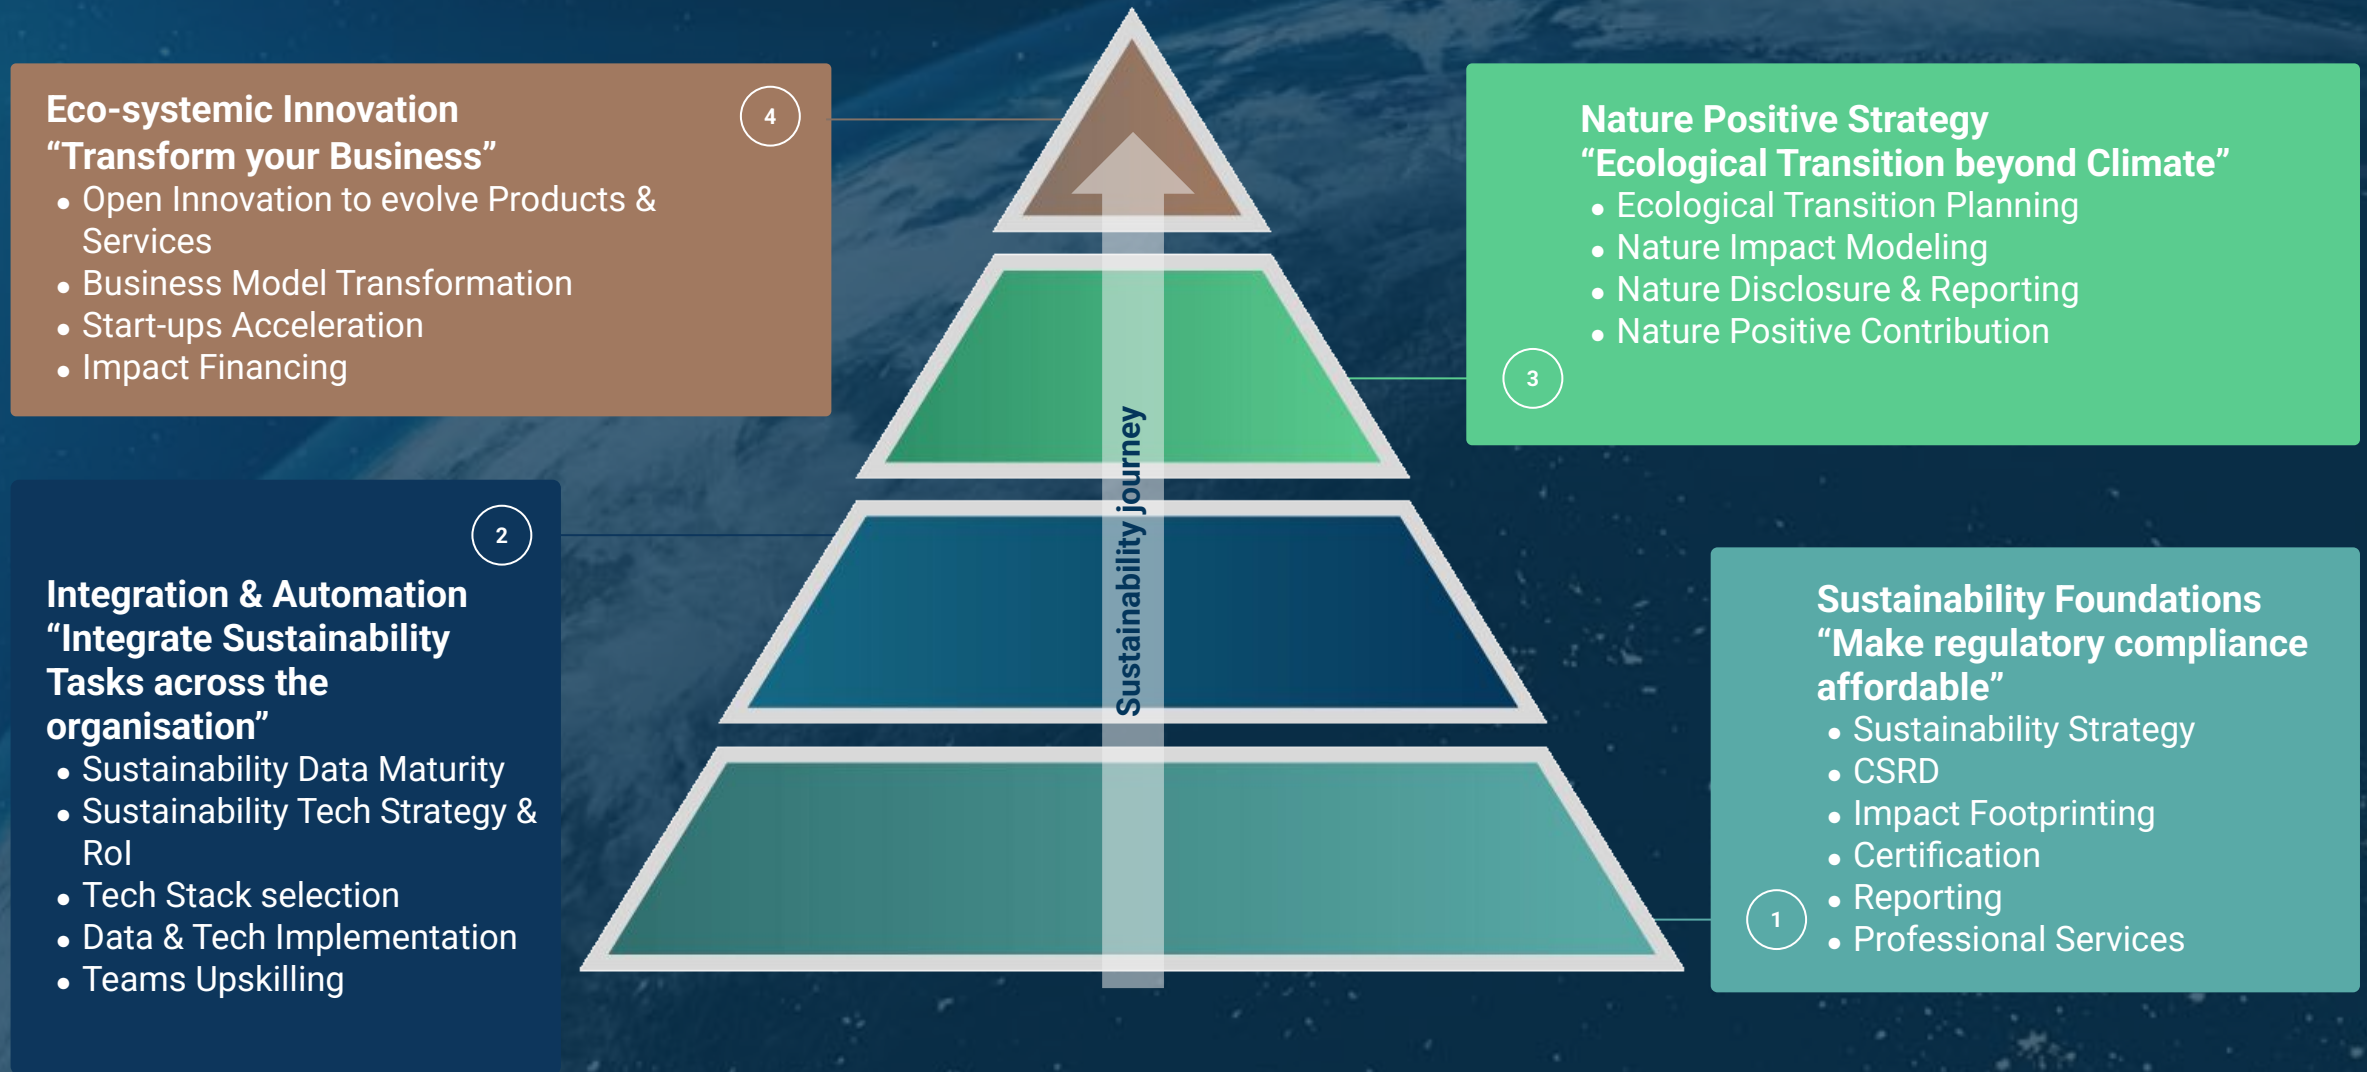 Eco-systemic Innovation
“Transform your Business”
• Open Innovation to evolve Products &
Services
• Business Model Transformation
• Start-ups Acceleration
• Impact Financing
4
Nature Positive Strategy
“Ecological Transition beyond Climate”
• Ecological Transition Planning
• Nature Impact Modeling
• Nature Disclosure & Reporting
• Nature Positive Contribution
3
Sustainability journey
2
Integration & Automation
“Integrate Sustainability
Tasks across the
organisation”
• Sustainability Data Maturity
• Sustainability Tech Strategy &
RoI
• Tech Stack selection
• Data & Tech Implementation
• Teams Upskilling
Sustainability Foundations
“Make regulatory compliance
affordable”
• Sustainability Strategy
• CSRD
• Impact Footprinting
• Certification
• Reporting
• Professional Services
1